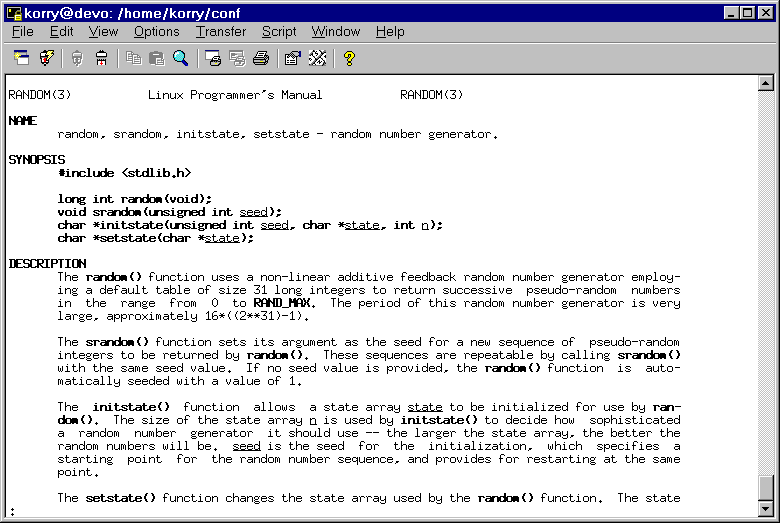 korry@devo: /home/korry/conf
File Edit View Options Transfer Script Window Help
RANDOM(3) Linux Programmer's Manual RANDOM(3)
NAME
random, srandom, initstate, setstate - random number generator.
SYNOPSIS
#include <stdlib.h>
long int random(void);
void srandom(unsigned int seed);
char *initstate(unsigned int seed, char *state, int n);
char *setstate(char *state);
DESCRIPTION
The random() function uses a non-linear additive feedback random number generator employ-
ing a default table of size 31 long integers to return successive pseudo-random numbers
in the range from 0 to RAND_MAX. The period of this random number generator is very
large, approximately 16*((2**31)-1).
The srandom() function sets its argument as the seed for a new sequence of pseudo-random
integers to be returned by random(). These sequences are repeatable by calling srandom()
with the same seed value. If no seed value is provided, the random() function is auto-
matically seeded with a value of 1.
The initstate() function allows a state array state to be initialized for use by ran-
dom(). The size of the state array n is used by initstate() to decide how sophisticated
a random number generator it should use -- the larger the state array, the better the
random numbers will be. seed is the seed for the initialization, which specifies a
starting point for the random number sequence, and provides for restarting at the same
point.
The setstate() function changes the state array used by the random() function. The state
: